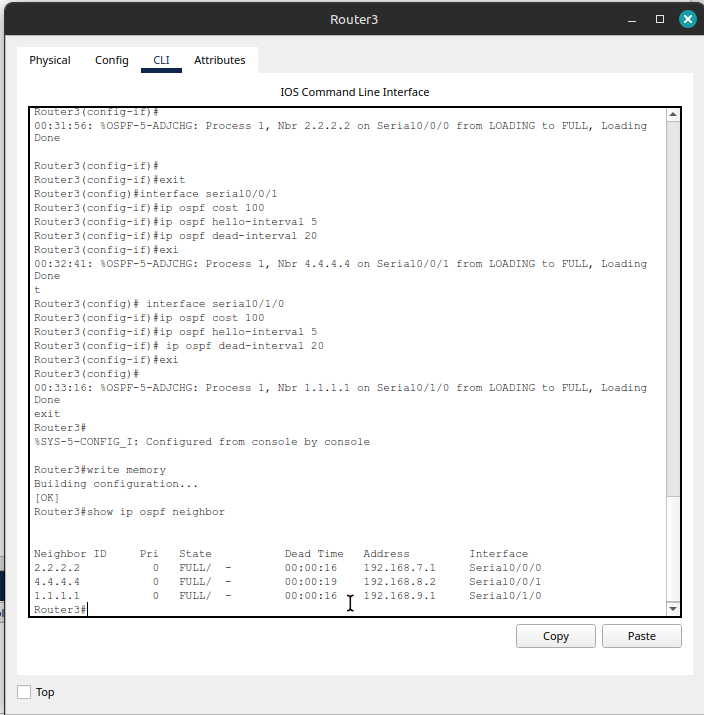 Router3
Physical Config CLI Attributes
IOS Command Line Interface
Router3(config-if)#
00:31:56: %OSPF-5-ADJCHG: Process 1, Nbr 2.2.2.2 on Serial0/0/0 from LOADING to FULL, Loading
Done
Router3(config-if)#
Router3(config-if)#exit
Router3(config)#interface serial0/0/1
Router3(config-if)#ip ospf cost 100
Router3(config-if)#ip ospf hello-interval 5
Router3(config-if)#ip ospf dead-interval 20
Router3(config-if)#exi
00:32:41: %OSPF-5-ADJCHG: Process 1, Nbr 4.4.4.4 on Serial0/0/1 from LOADING to FULL, Loading
Done
t
Router3(config)# interface serial0/1/0
Router3(config-if)#ip ospf cost 100
Router3(config-if)#ip ospf hello-interval 5
Router3(config-if)# ip ospf dead-interval 20
Router3(config-if)#exi
Router3(config)#
00:33:16: %OSPF-5-ADJCHG: Process 1, Nbr 1.1.1.1 on Serial0/1/0 from LOADING to FULL, Loading
Done
exit
Router3#
%SYS-5-CONFIG_I: Configured from console by console
Router3#write memory
Building configuration...
[OK]
Router3#show ip ospf neighbor
Neighbor ID Pri State Dead Time Address Interface
2.2.2.2 0 FULL/ - 00:00:16 192.168.7.1 Serial0/0/0
4.4.4.4 0 FULL/ - 00:00:19 192.168.8.2 Serial0/0/1
1.1.1.1 0 FULL/ - 00:00:16 192.168.9.1 Serial0/1/0
Router3#
Copy Paste
Top